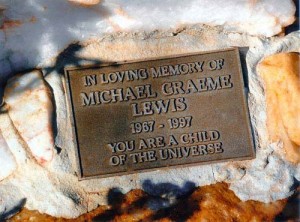 IN LOVING MEMORY OF
MICHAEL GRAEME
LEWIS
1967 - 1997
YOU ARE A CHILD
OF THE UNIVERSE